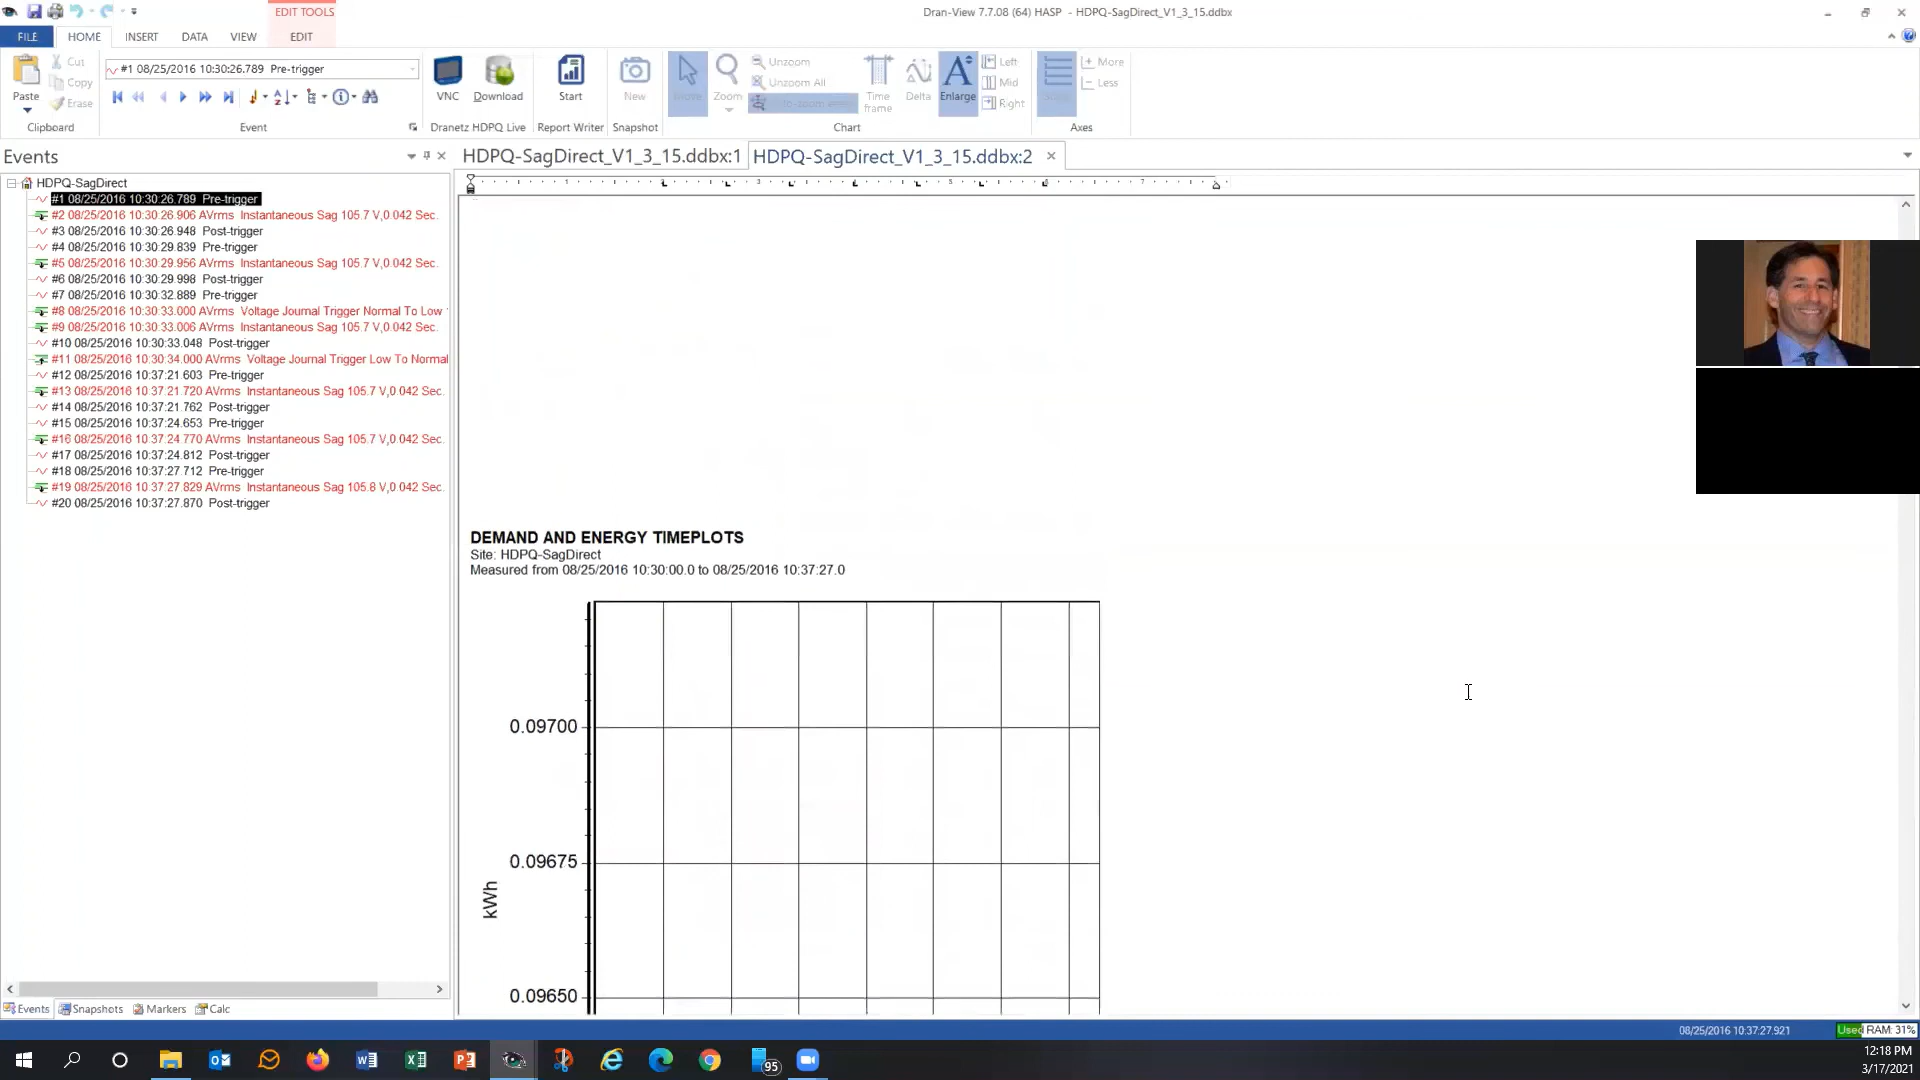 EDIT TOOLS
Dran-View 7.7.08 (64) HASP - HDPQ-SagDirect_V1_3_15.ddbx
FILE
HOME
INSERT
DATA
VIEW
EDIT
Paste
Cut
Copy
Erase
Clipboard
#1 08/25/2016 10:30:26.789 Pre-trigger
Event
VNC
Download
Dranetz HDPQ Live
Start
Report Writer
New
Snapshot
Zoom
Unzoom
Unzoom All
Time frame
Delta
Enlarge
Left
Mid
Right
Chart
More
Less
Axes
Events
HDPQ-SagDirect_V1_3_15.ddbx:1
HDPQ-SagDirect_V1_3_15.ddbx:2
HDPQ-SagDirect
#1 08/25/2016 10:30:26.789 Pre-trigger
#2 08/25/2016 10:30:26.906 AVrms Instantaneous Sag 105.7 V,0.042 Sec.
#3 08/25/2016 10:30:26.948 Post-trigger
#4 08/25/2016 10:30:29.839 Pre-trigger
#5 08/25/2016 10:30:29.956 AVrms Instantaneous Sag 105.7 V,0.042 Sec.
#6 08/25/2016 10:30:29.998 Post-trigger
#7 08/25/2016 10:30:32.889 Pre-trigger
#8 08/25/2016 10:30:33.000 AVrms Voltage Journal Trigger Normal To Low
#9 08/25/2016 10:30:33.006 AVrms Instantaneous Sag 105.7 V,0.042 Sec.
#10 08/25/2016 10:30:33.048 Post-trigger
#11 08/25/2016 10:30:34.000 AVrms Voltage Journal Trigger Low To Normal
#12 08/25/2016 10:37:21.603 Pre-trigger
#13 08/25/2016 10:37:21.720 AVrms Instantaneous Sag 105.7 V,0.042 Sec.
#14 08/25/2016 10:37:21.762 Post-trigger
#15 08/25/2016 10:37:24.653 Pre-trigger
#16 08/25/2016 10:37:24.770 AVrms Instantaneous Sag 105.7 V,0.042 Sec.
#17 08/25/2016 10:37:24.812 Post-trigger
#18 08/25/2016 10:37:27.712 Pre-trigger
#19 08/25/2016 10:37:27.829 AVrms Instantaneous Sag 105.8 V,0.042 Sec.
#20 08/25/2016 10:37:27.870 Post-trigger
DEMAND AND ENERGY TIMEPLOTS
Site: HDPQ-SagDirect
Measured from 08/25/2016 10:30:00.0 to 08/25/2016 10:37:27.0
0.09700
0.09675
kWh
0.09650
Events
Snapshots
Markers
Calc
08/25/2016 10:37:27.921
Used RAM: 31%
95
12:18 PM
3/17/2021